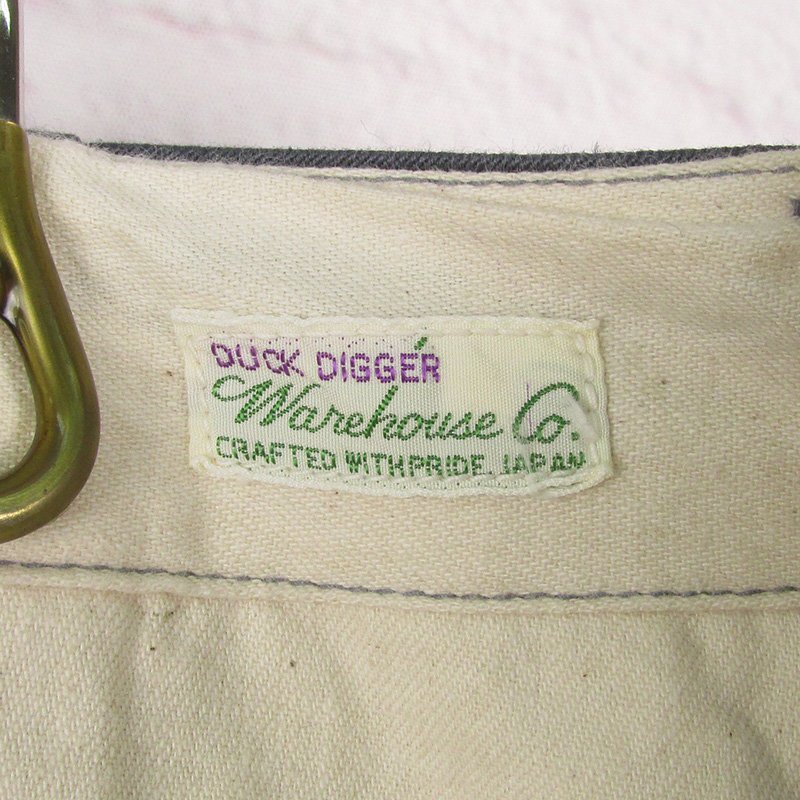 DUCK DIGGER
Warehouse Co.
CRAFTED WITH PRIDE. JAPAN